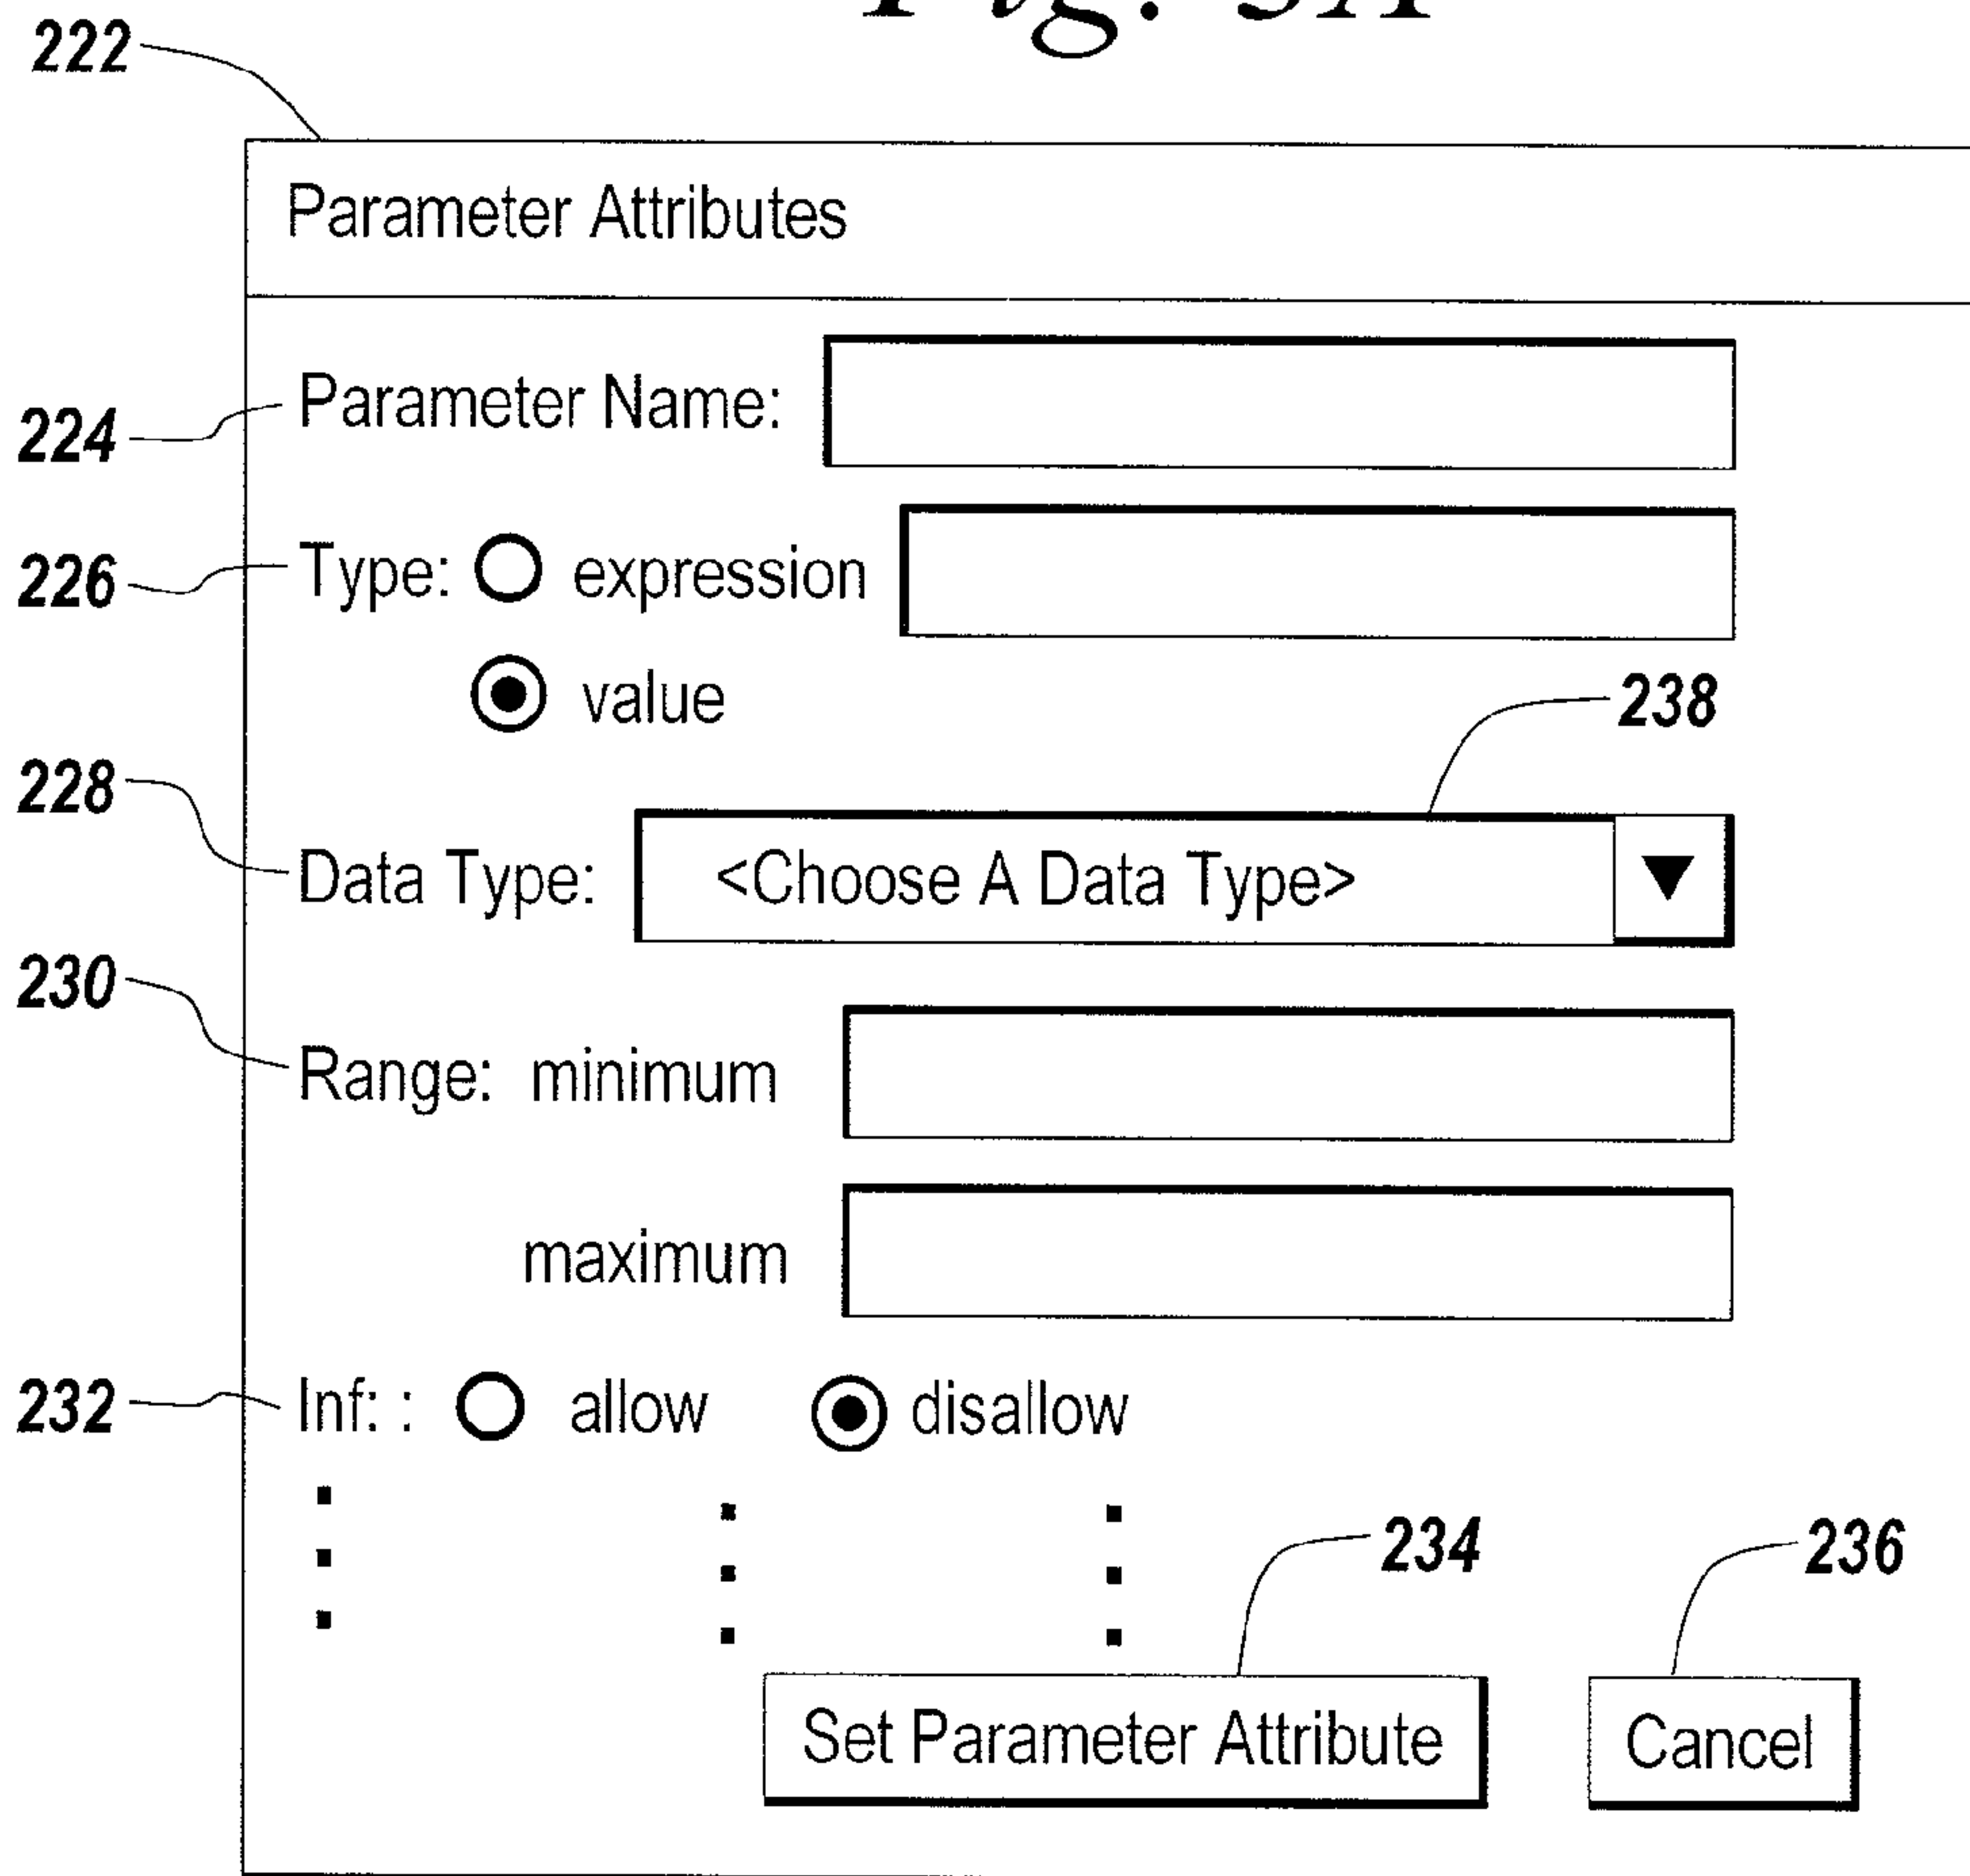 Fig.
222
Parameter Attributes
224 Parameter Name:
226 Type: expression
value
238
228
Data Type: <Choose A Data Type>
230
Range: minimum
maximum
232 Inf: : allow disallow
234 236
Set Parameter Attribute Cancel